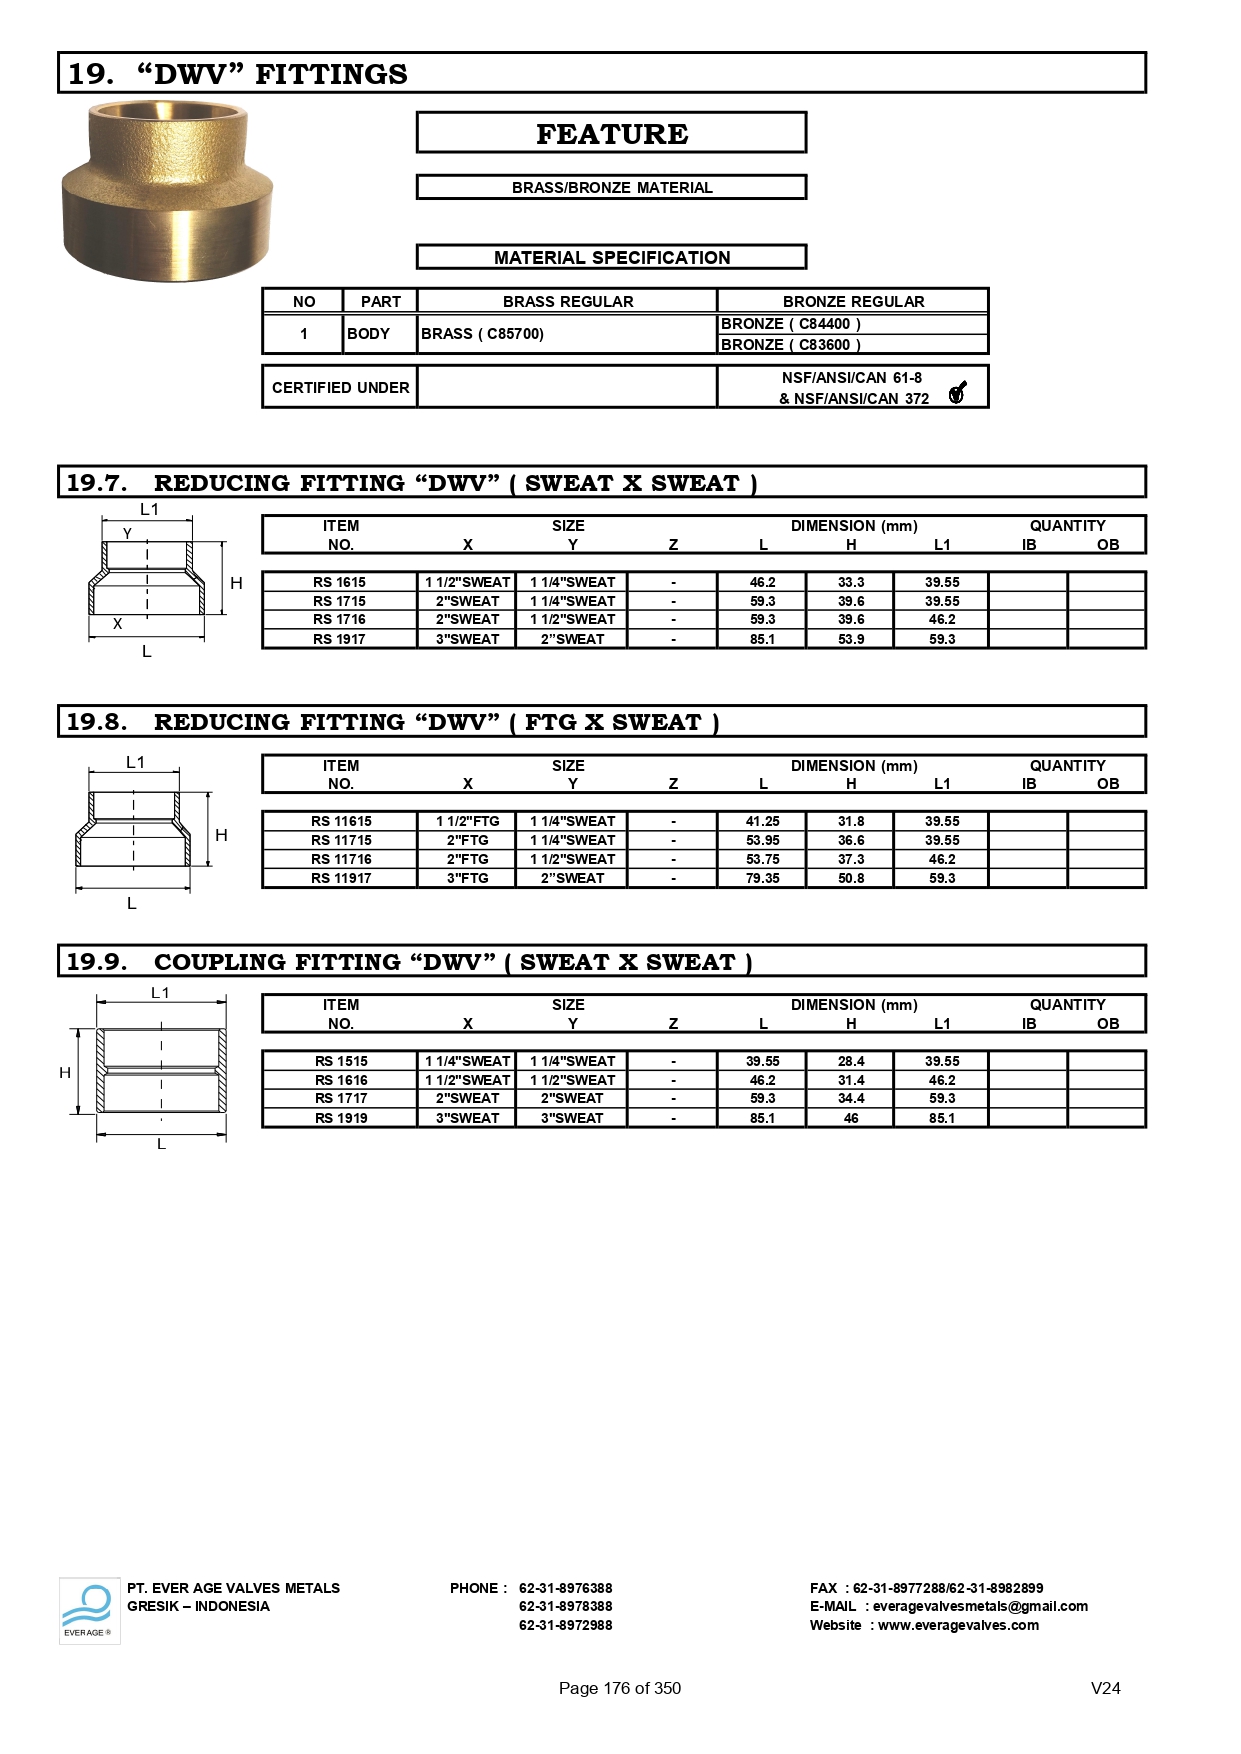 19. “DWV” FITTINGS
FEATURE
BRASS/BRONZE MATERIAL
MATERIAL SPECIFICATION
NO PART BRASS REGULAR BRONZE REGULAR
1 BODY BRASS ( C85700) BRONZE ( C84400 )
BRONZE ( C83600 )
CERTIFIED UNDER NSF/ANSI/CAN 61-8
& NSF/ANSI/CAN 372
19.7. REDUCING FITTING “DWV” ( SWEAT X SWEAT )
L1
Y
H
X
L
ITEM SIZE DIMENSION (mm) QUANTITY
NO. X Y Z L H L1 IB OB
RS 1615 1 1/2"SWEAT 1 1/4"SWEAT - 46.2 33.3 39.55
RS 1715 2"SWEAT 1 1/4"SWEAT - 59.3 39.6 39.55
RS 1716 2"SWEAT 1 1/2"SWEAT - 59.3 39.6 46.2
RS 1917 3"SWEAT 2”SWEAT - 85.1 53.9 59.3
19.8. REDUCING FITTING “DWV” ( FTG X SWEAT )
L1
H
L
ITEM SIZE DIMENSION (mm) QUANTITY
NO. X Y Z L H L1 IB OB
RS 11615 1 1/2"FTG 1 1/4"SWEAT - 41.25 31.8 39.55
RS 11715 2"FTG 1 1/4"SWEAT - 53.95 36.6 39.55
RS 11716 2"FTG 1 1/2"SWEAT - 53.75 37.3 46.2
RS 11917 3"FTG 2”SWEAT - 79.35 50.8 59.3
19.9. COUPLING FITTING “DWV” ( SWEAT X SWEAT )
L1
H
L
ITEM SIZE DIMENSION (mm) QUANTITY
NO. X Y Z L H L1 IB OB
RS 1515 1 1/4"SWEAT 1 1/4"SWEAT - 39.55 28.4 39.55
RS 1616 1 1/2"SWEAT 1 1/2"SWEAT - 46.2 31.4 46.2
RS 1717 2"SWEAT 2"SWEAT - 59.3 34.4 59.3
RS 1919 3"SWEAT 3"SWEAT - 85.1 46 85.1
EVER AGE ®
PT. EVER AGE VALVES METALS PHONE : 62-31-8976388 FAX : 62-31-8977288/62-31-8982899
GRESIK – INDONESIA 62-31-8978388 E-MAIL : everagevalvesmetals@gmail.com
62-31-8972988 Website : www.everagevalves.com
Page 176 of 350 V24